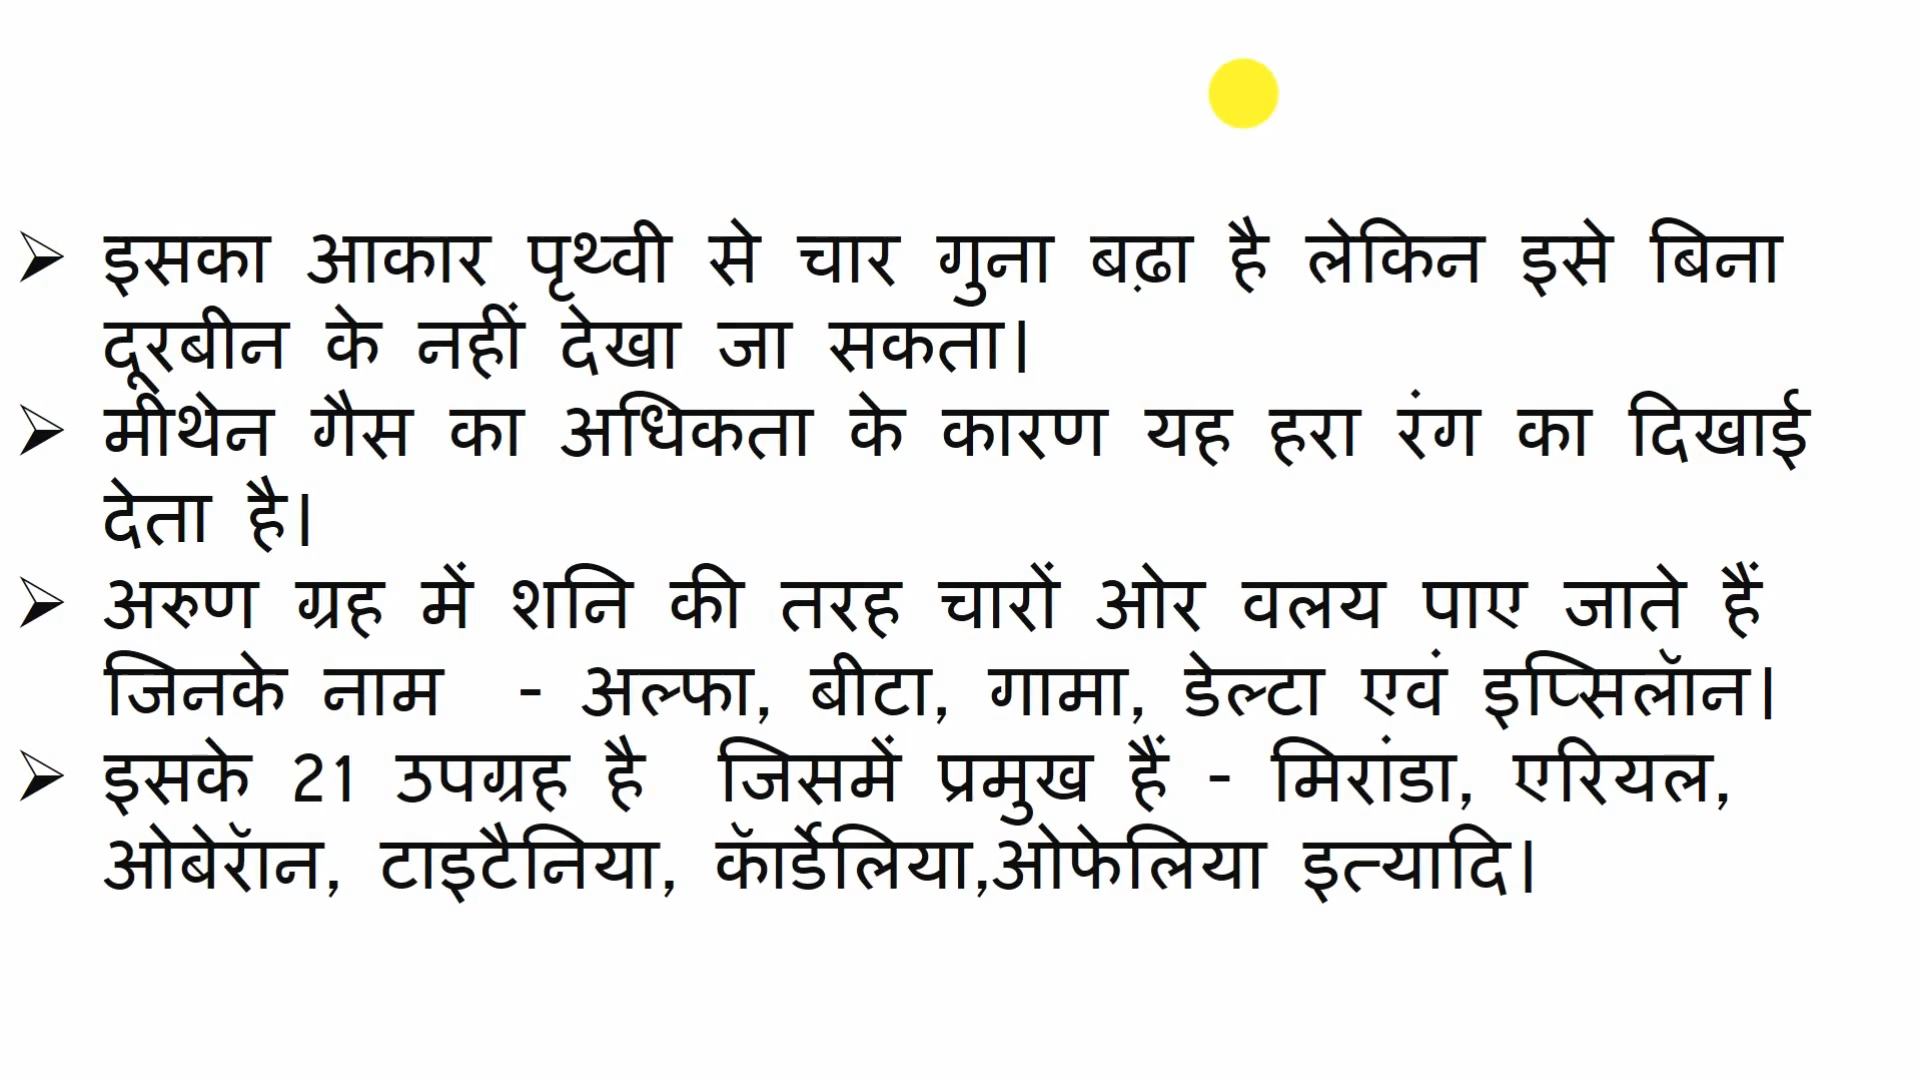 ➢ इसका आकार पृथ्वी से चार गुना बढ़ा है लेकिन इसे बिना
दूरबीन के नहीं देखा जा सकता।
➢ मीथेन गैस का अधिकता के कारण यह हरा रंग का दिखाई
देता है।
➢ अरुण ग्रह में शनि की तरह चारों ओर वलय पाए जाते हैं
जिनके नाम - अल्फा, बीटा, गामा, डेल्टा एवं इप्सिलॉन।
➢ इसके 21 उपग्रह है जिसमें प्रमुख हैं - मिरांडा, एरियल,
ओबेरॉन, टाइटैनिया, कॉर्डेलिया,ओफेलिया इत्यादि।